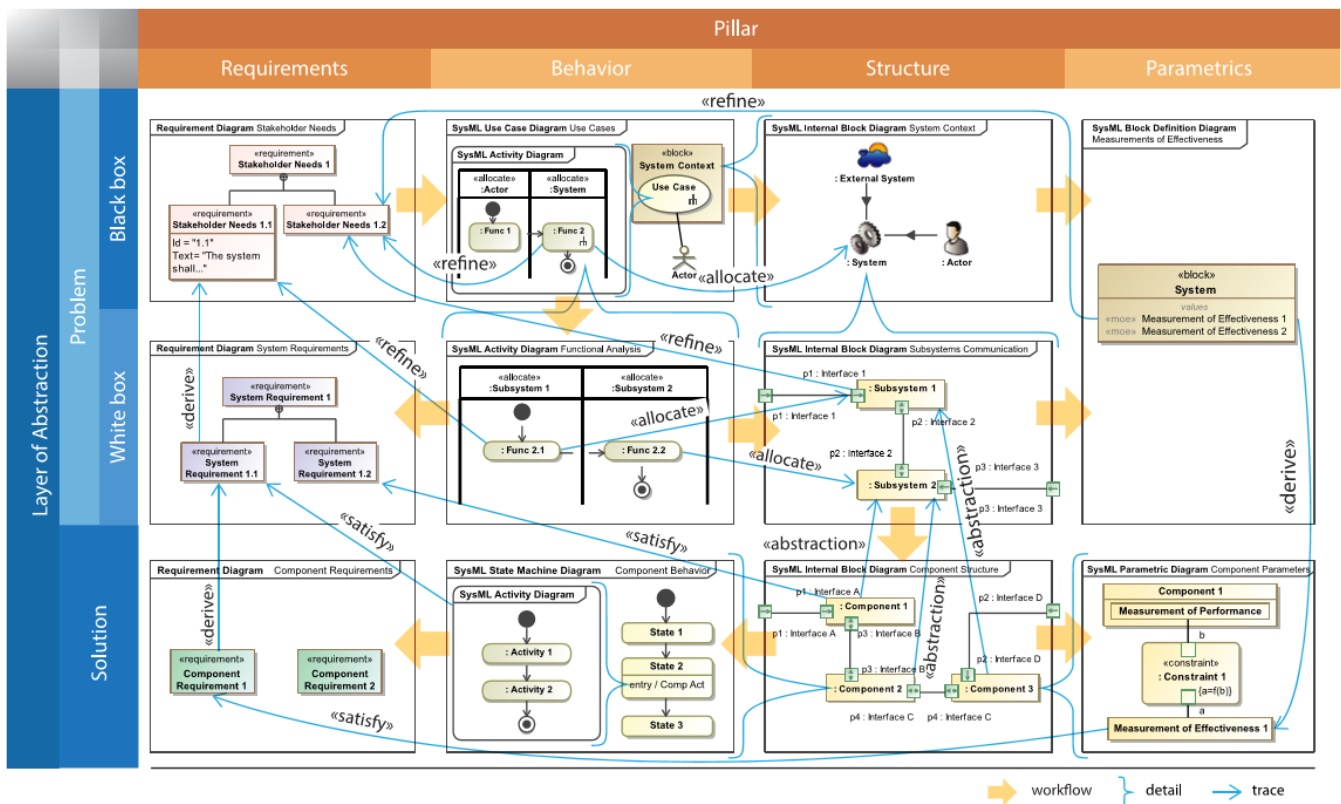 Pillar
Requirements
Behavior
Structure
Parametrics
Layer of Abstraction
Problem
Black box
White box
Solution
«refine»
Requirement Diagram Stakeholder Needs
«requirement»
Stakeholder Needs 1
«requirement»
Stakeholder Needs 1.1
Id = "1.1"
Text= "The system
shall..."
«requirement»
Stakeholder Needs 1.2
SysML Use Case Diagram Use Cases
SysML Activity Diagram
«allocate»
:Actor
«allocate»
:System
: Func 1
: Func 2
«block»
System Context
Use Case
Actor
«refine»
«allocate»
SysML Internal Block Diagram System Context
: External System
: System
: Actor
SysML Block Definition Diagram
Measurements of Effectiveness
«block»
System
values
«moe» Measurement of Effectiveness 1
«moe» Measurement of Effectiveness 2
Requirement Diagram System Requirements
«requirement»
System Requirement 1
«requirement»
System
Requirement 1.1
«requirement»
System
Requirement 1.2
«derive»
«refine»
SysML Activity Diagram Functional Analysis
«allocate»
:Subsystem 1
«allocate»
:Subsystem 2
: Func 2.1
: Func 2.2
«refine»
«allocate»
«allocate»
SysML Internal Block Diagram Subsystems Communication
p1 : Interface 1
: Subsystem 1
p1 : Interface 1
p2 : Interface 2
p2 : Interface 2
p3 : Interface 3
: Subsystem 2
p3 : Interface 3
«abstraction»
«derive»
«satisfy»
«satisfy»
«abstraction»
Requirement Diagram Component Requirements
«derive»
«requirement»
Component
Requirement 1
«requirement»
Component
Requirement 2
«satisfy»
SysML State Machine Diagram Component Behavior
SysML Activity Diagram
: Activity 1
: Activity 2
State 1
State 2
entry / Comp Act
State 3
SysML Internal Block Diagram Component Structure
p1 : Interface A
: Component 1
p2 : Interface D
p1 : Interface A
p3 : Interface B
«abstraction»
p3 : Interface B
p2 : Interface D
: Component 2
: Component 3
p4 : Interface C
p4 : Interface C
SysML Parametric Diagram Component Parameters
Component 1
Measurement of Performance
b
«constraint»
: Constraint 1
{a=f(b)}
a
Measurement of Effectiveness 1
workflow
detail
trace